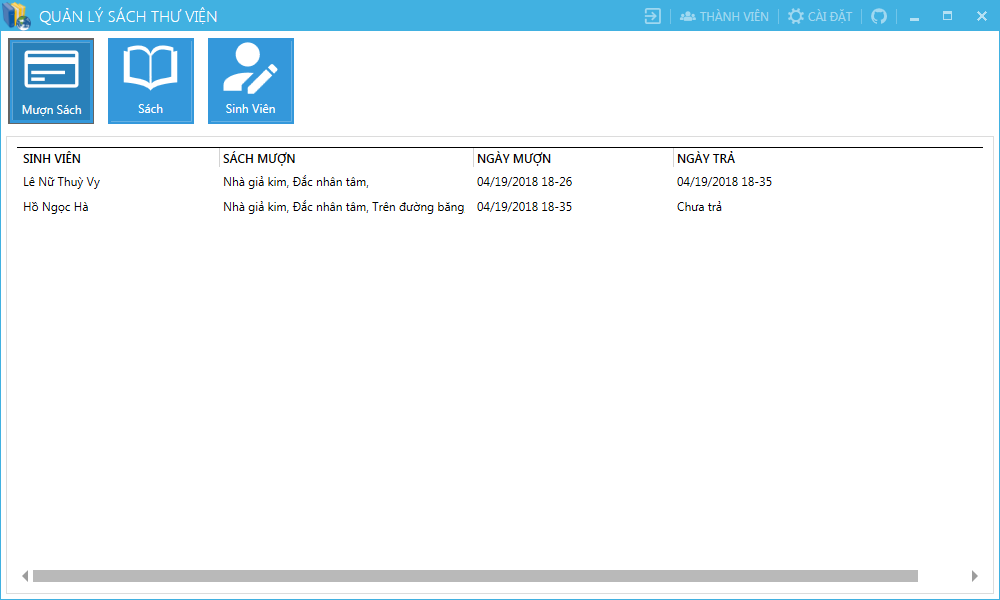 QUẢN LÝ SÁCH THƯ VIỆN THÀNH VIÊN CÀI ĐẶT
Mượn Sách Sách Sinh Viên
SINH VIÊN SÁCH MƯỢN NGÀY MƯỢN NGÀY TRẢ
Lê Nữ Thuỳ Vy Nhà giả kim, Đắc nhân tâm, 04/19/2018 18-26 04/19/2018 18-35
Hồ Ngọc Hà Nhà giả kim, Đắc nhân tâm, Trên đường băng 04/19/2018 18-35 Chưa trả